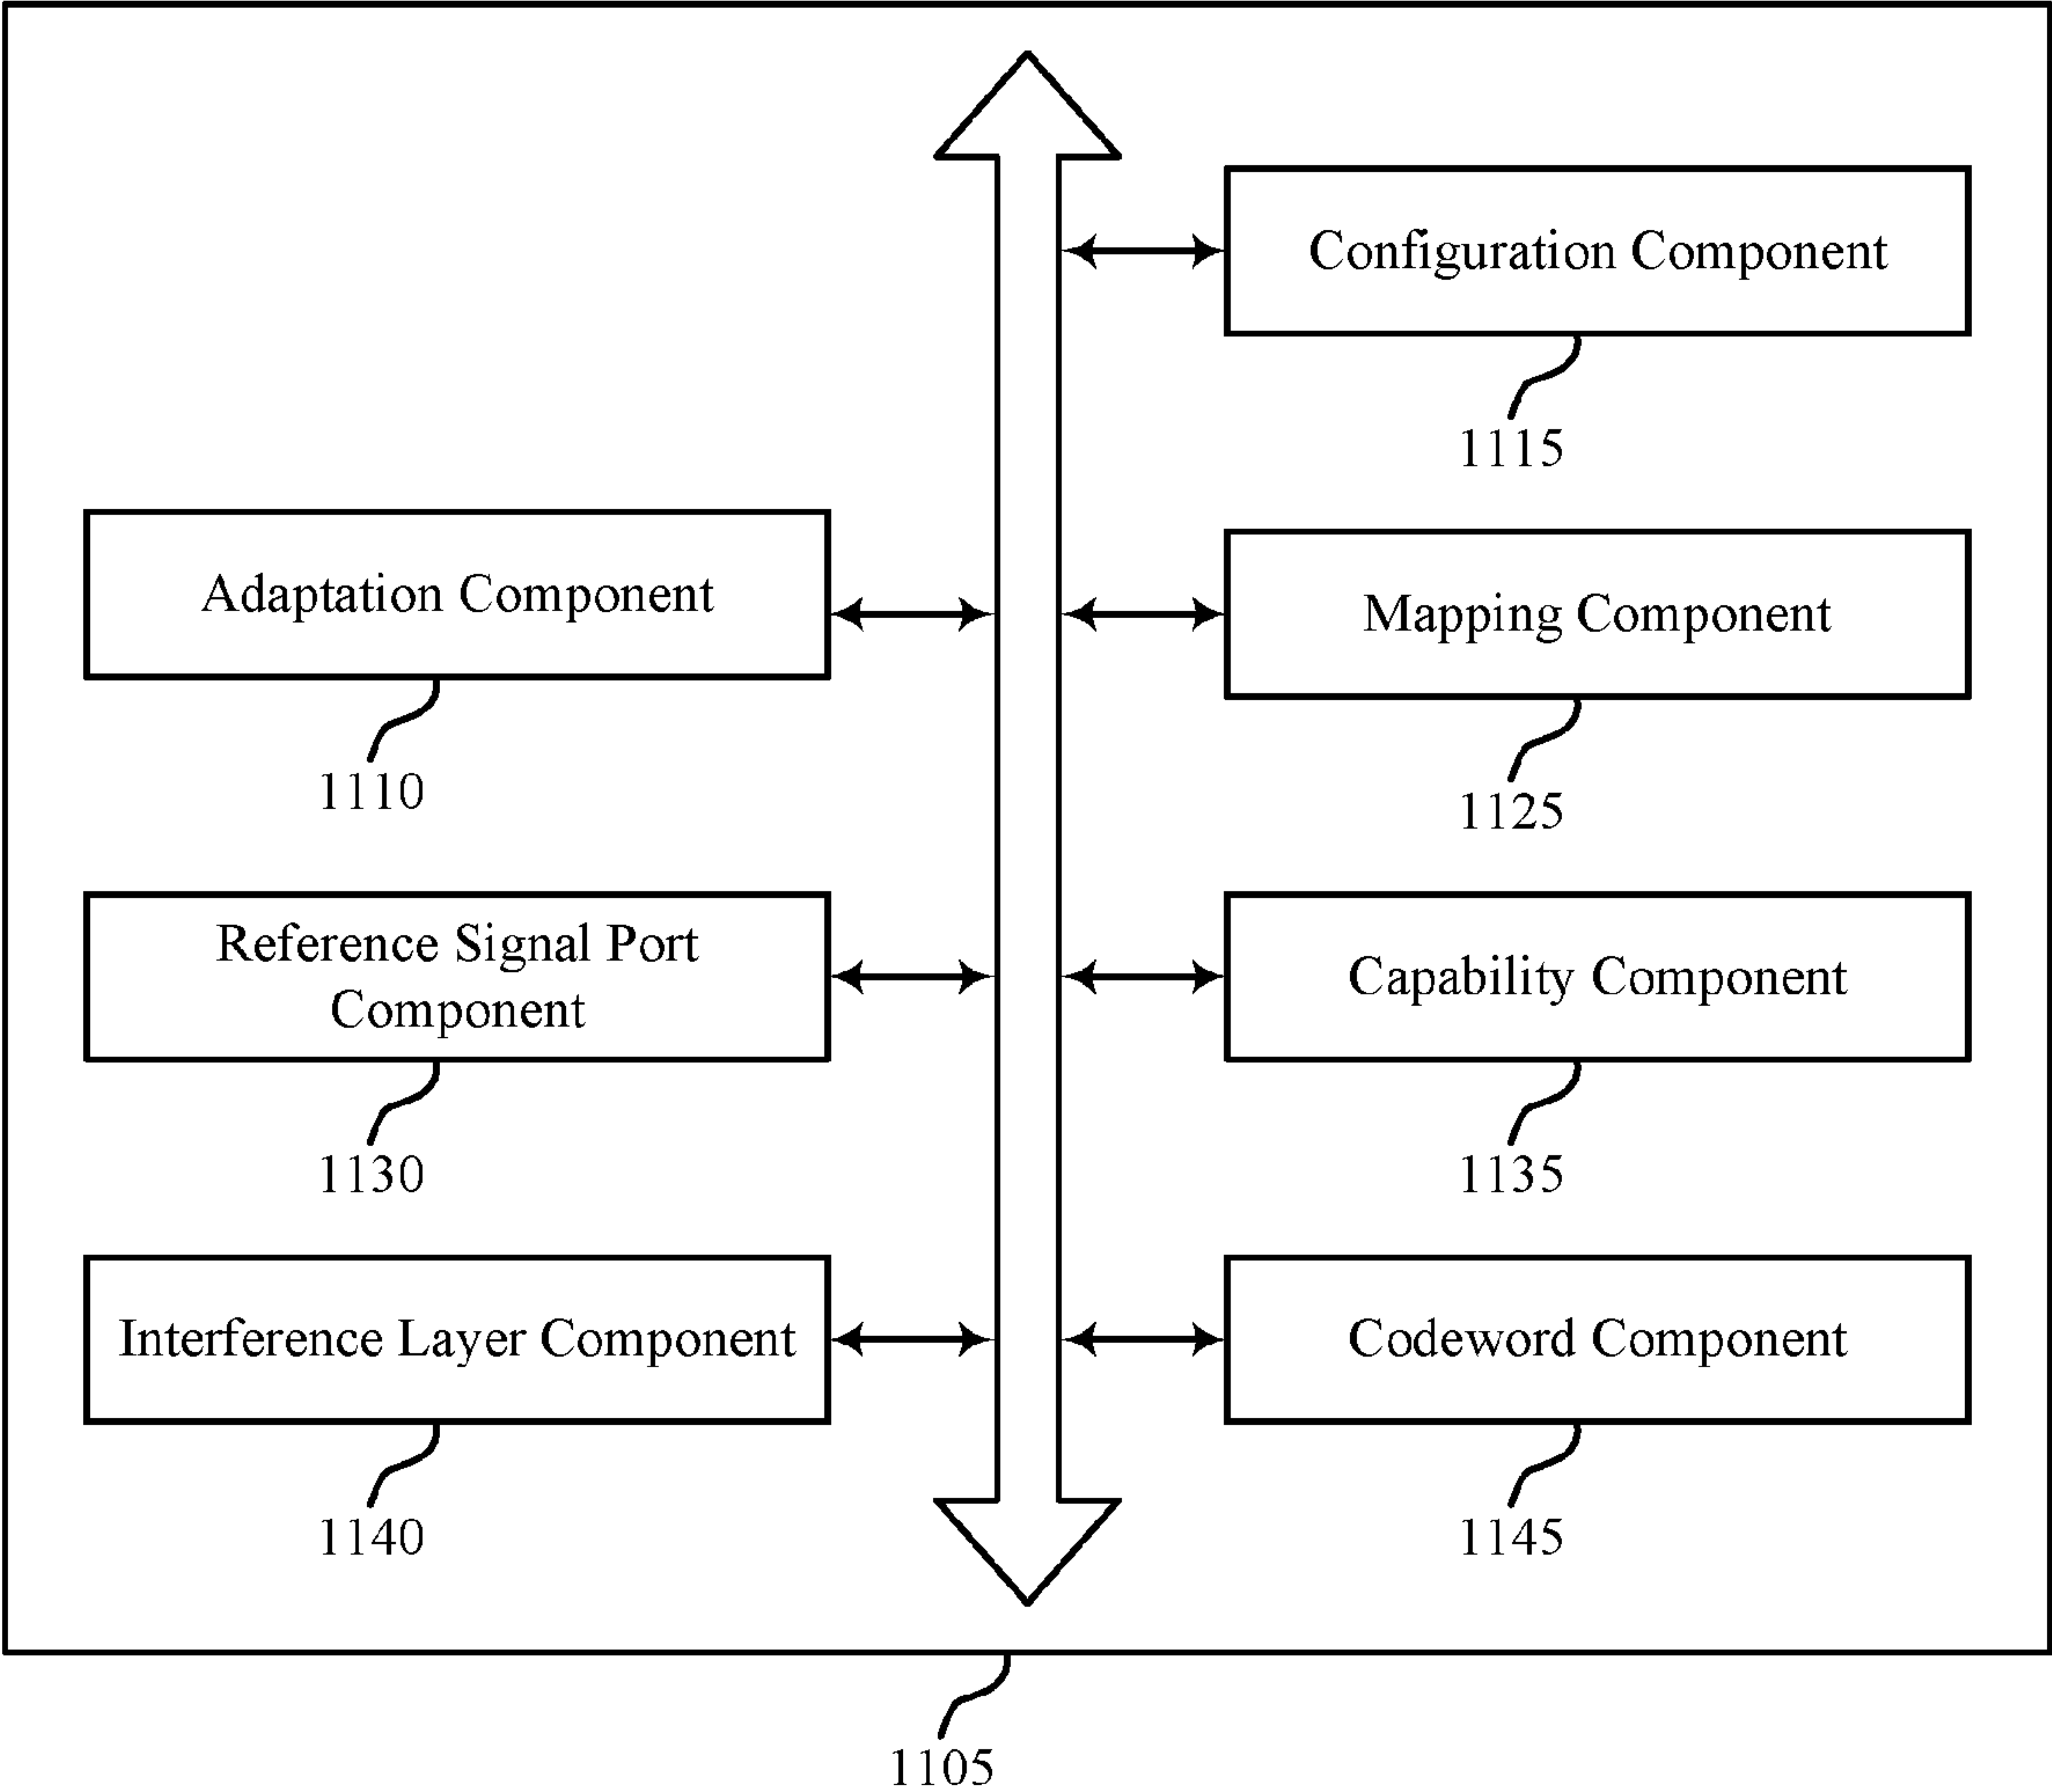 Configuration Component
1115
Adaptation Component
1110
Mapping Component
1125
Reference Signal Port
Component
1130
Capability Component
1135
Interference Layer Component
1140
Codeword Component
1145
1105